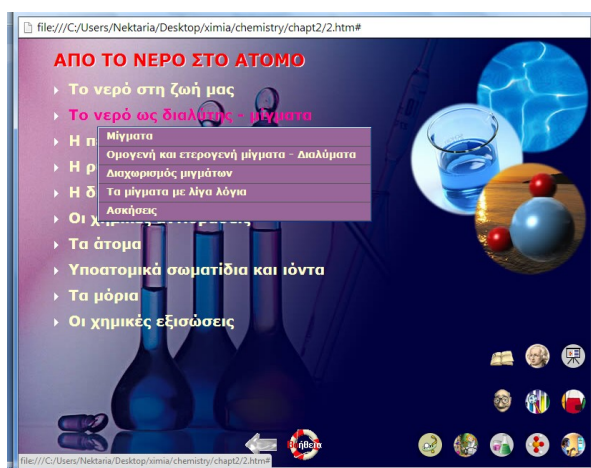 file:///C:/Users/Nektaria/Desktop/ximia/chemistry/chapt2/2.htm#
ΑΠΟ ΤΟ ΝΕΡΟ ΣΤΟ ΑΤΟΜΟ
Το νερό στη ζωή μας
Το νερό ως διαλύτης - μίγματα
Η
Μίγματα
Ομογενή και ετερογενή μίγματα - Διαλύματα
Η
Διαχωρισμός μιγμάτων
Η
Τα μίγματα με λίγα λόγια
Ασκήσεις
Οι χημικές αντιδράσεις
Τα άτομα
Υποατομικά σωματίδια και ιόντα
Τα μόρια
Οι χημικές εξισώσεις
Βοήθεια
file:///C:/Users/Nektaria/Desktop/ximia/chemistry/chapt2/2.htm#